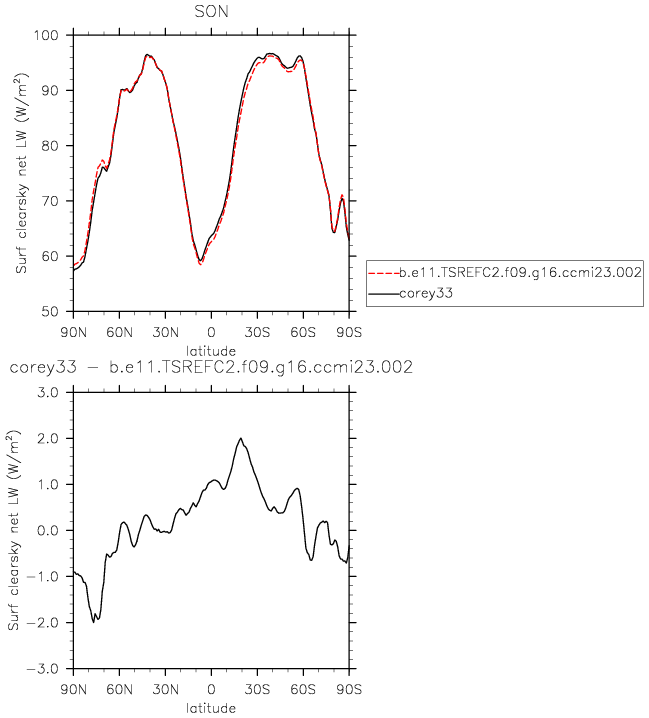 SON
100
90
80
70
60
50
Surf clearsky net LW (W/m²)
90N 60N 30N 0 30S 60S 90S
latitude
b.e11.TSREFC2.f09.g16.ccmi23.002
corey33
corey33 − b.e11.TSREFC2.f09.g16.ccmi23.002
3.0
2.0
1.0
0.0
−1.0
−2.0
−3.0
Surf clearsky net LW (W/m²)
90N 60N 30N 0 30S 60S 90S
latitude